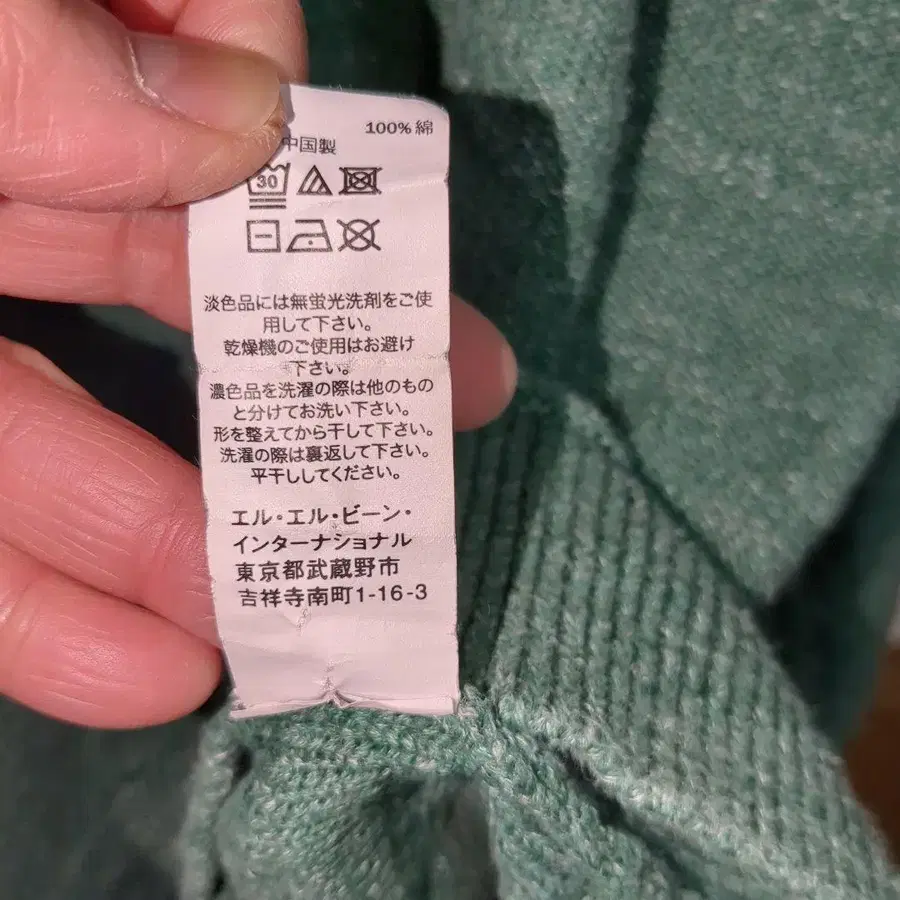 100% 綿
中国製
30
淡色品には無蛍光洗剤をご使
用して下さい。
乾燥機のご使用はお避け
下さい。
濃色品を洗濯の際は他のもの
と分けてお洗い下さい。
形を整えてから干して下さい。
洗濯の際は裏返して下さい。
平干ししてください。
エル・エル・ビーン・
インターナショナル
東京都武蔵野市
吉祥寺南町1-16-3